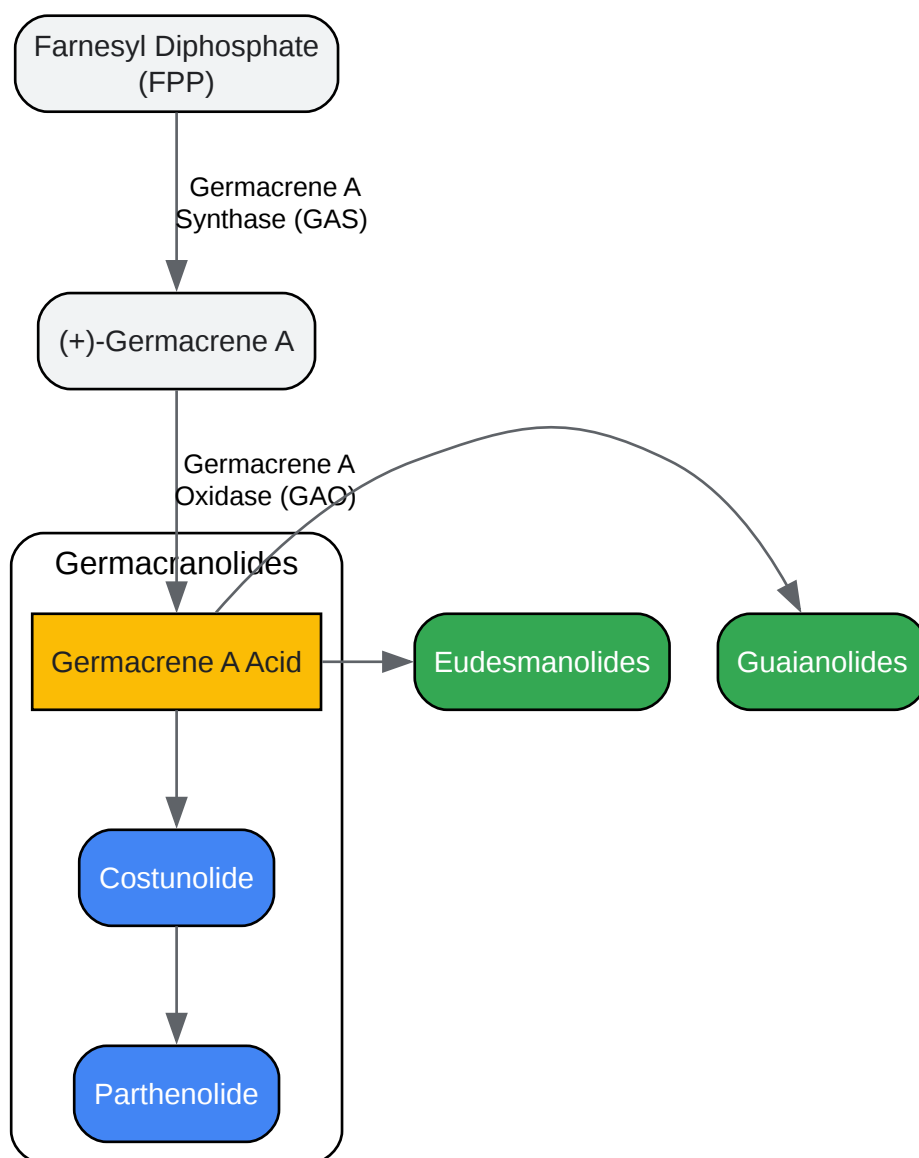 Farnesyl Diphosphate
(FPP)
Germacrene A
Synthase (GAS)
(+)-Germacrene A
Germacrene A
Oxidase (GAO)
Germacranolides
Germacrene A Acid
Eudesmanolides
Guaianolides
Costunolide
Parthenolide